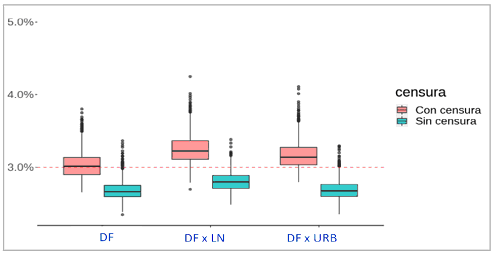 5.0%
4.0%
3.0%
DF
DF x LN
DF x URB
censura
Con censura
Sin censura